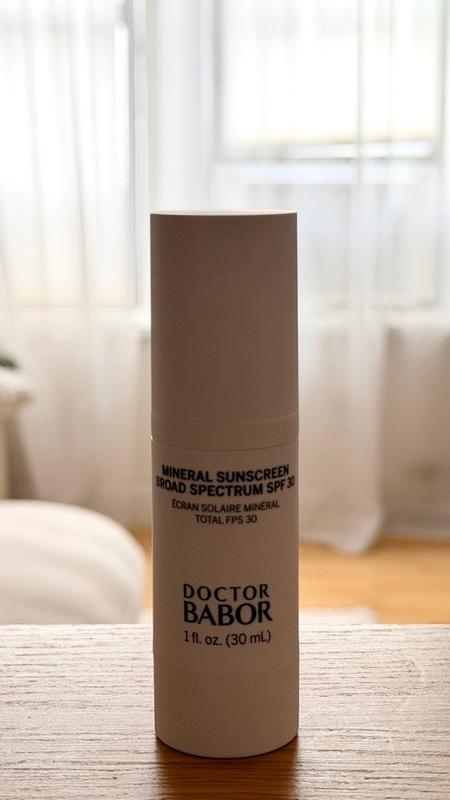 MINERAL SUNSCREEN
BROAD SPECTRUM SPF 30
ÉCRAN SOLAIRE MINÉRAL
TOTAL FPS 30
DOCTOR
BABOR
1 fl. oz. (30 mL)